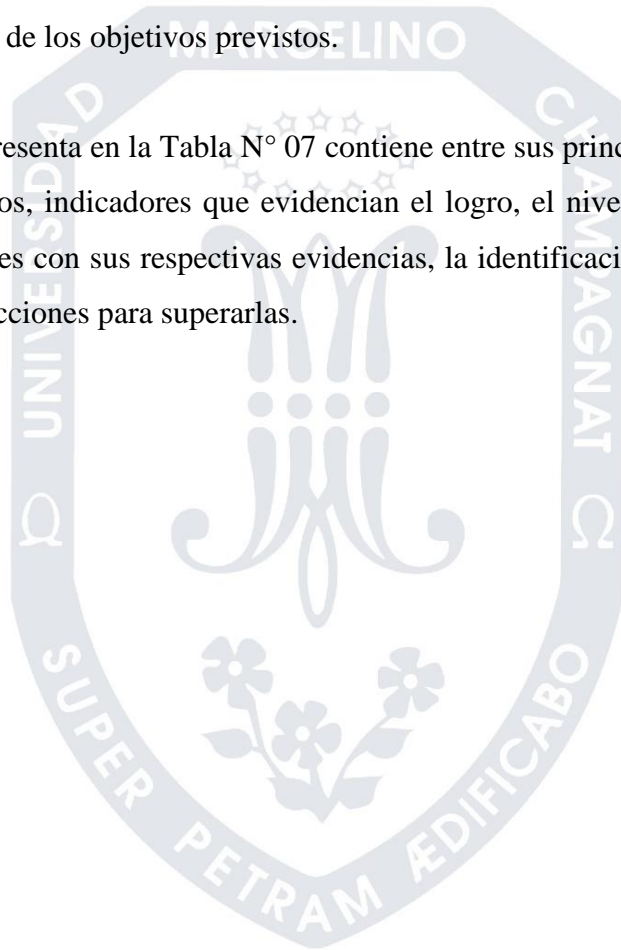 de los objetivos previstos.
resenta en la Tabla N° 07 contiene entre sus princ
os, indicadores que evidencian el logro, el nive
es con sus respectivas evidencias, la identificaci
cciones para superarlas.
UNIVERSIDAD MARCELINO CHAMPAGNAT
SUPER PETRAM ÆDIFICABO